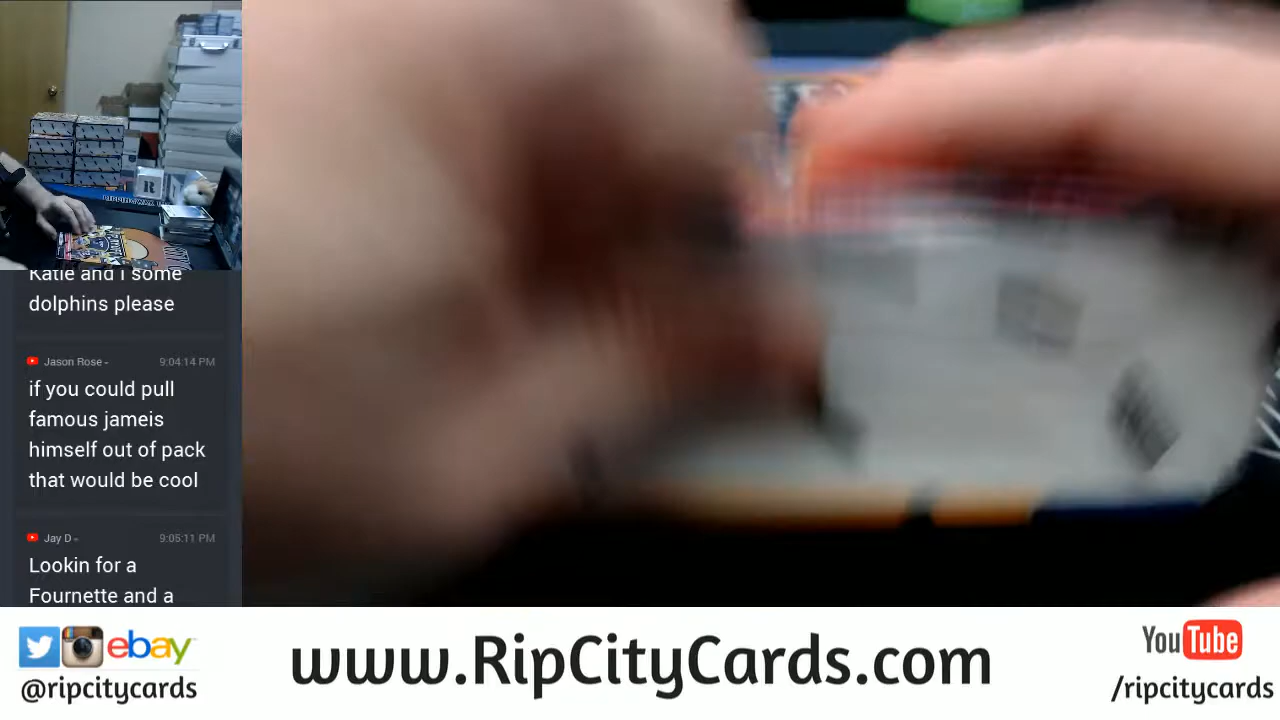 Katie and I some
dolphins please
Jason Rose - 9:04:14 PM
if you could pull
famous jameis
himself out of pack
that would be cool
Jay D - 9:05:11 PM
Lookin for a
Fournette and a
ebay
@ripcitycards
www.RipCityCards.com
YouTube
/ripcitycards